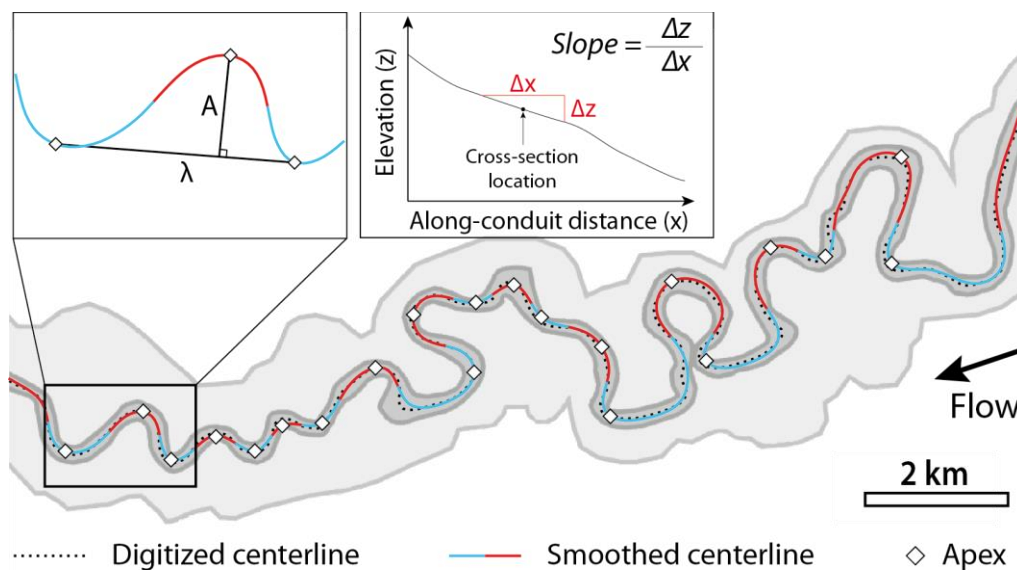 A
λ
Slope = Δz / Δx
Elevation (z)
Δx
Δz
Cross-section
location
Along-conduit distance (x)
Flow
2 km
Digitized centerline
Smoothed centerline
Apex